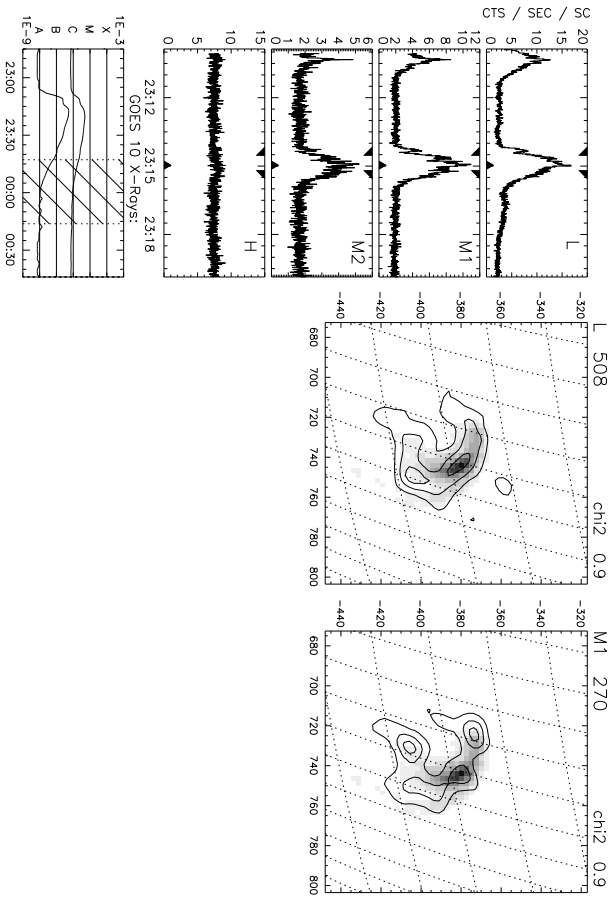 CTS / SEC / SC
20
15
10
5
0
L
12
10
8
6
4
2
0
M1
6
5
4
3
2
1
0
M2
15
10
5
0
H
23:12 23:15 23:18
GOES 10 X-Rays:
1E-3
X
M
C
B
A
1E-9
23:00 23:30 00:00 00:30
L 508 chi2 0.9
-320
-340
-360
-380
-400
-420
-440
680 700 720 740 760 780 800
M1 270 chi2 0.9
-320
-340
-360
-380
-400
-420
-440
680 700 720 740 760 780 800